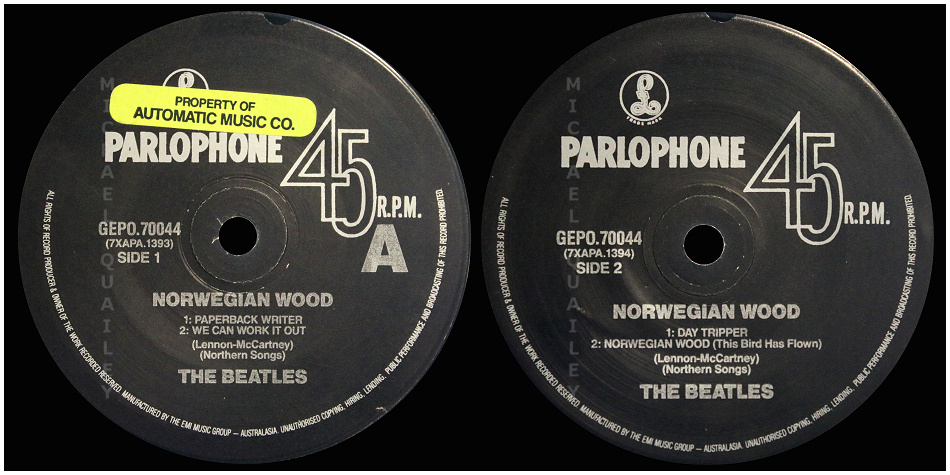 PROPERTY OF
AUTOMATIC MUSIC CO.
PARLOPHONE
45
R.P.M.
A
GEPO.70044
(7XAPA.1393)
SIDE 1
NORWEGIAN WOOD
1: PAPERBACK WRITER
2: WE CAN WORK IT OUT
(Lennon-McCartney)
(Northern Songs)
THE BEATLES
ALL RIGHTS OF RECORD PRODUCER & OWNER OF THE WORK RECORDED RESERVED. MANUFACTURED BY THE EMI MUSIC GROUP – AUSTRALASIA. UNAUTHORISED COPYING, HIRING, LENDING, PUBLIC PERFORMANCE AND BROADCASTING OF THIS RECORD PROHIBITED.
TRADE MARK
PARLOPHONE
45
R.P.M.
GEPO.70044
(7XAPA.1394)
SIDE 2
NORWEGIAN WOOD
1: DAY TRIPPER
2: NORWEGIAN WOOD (This Bird Has Flown)
(Lennon-McCartney)
(Northern Songs)
THE BEATLES
ALL RIGHTS OF RECORD PRODUCER & OWNER OF THE WORK RECORDED RESERVED. MANUFACTURED BY THE EMI MUSIC GROUP – AUSTRALASIA. UNAUTHORISED COPYING, HIRING, LENDING, PUBLIC PERFORMANCE AND BROADCASTING OF THIS RECORD PROHIBITED.